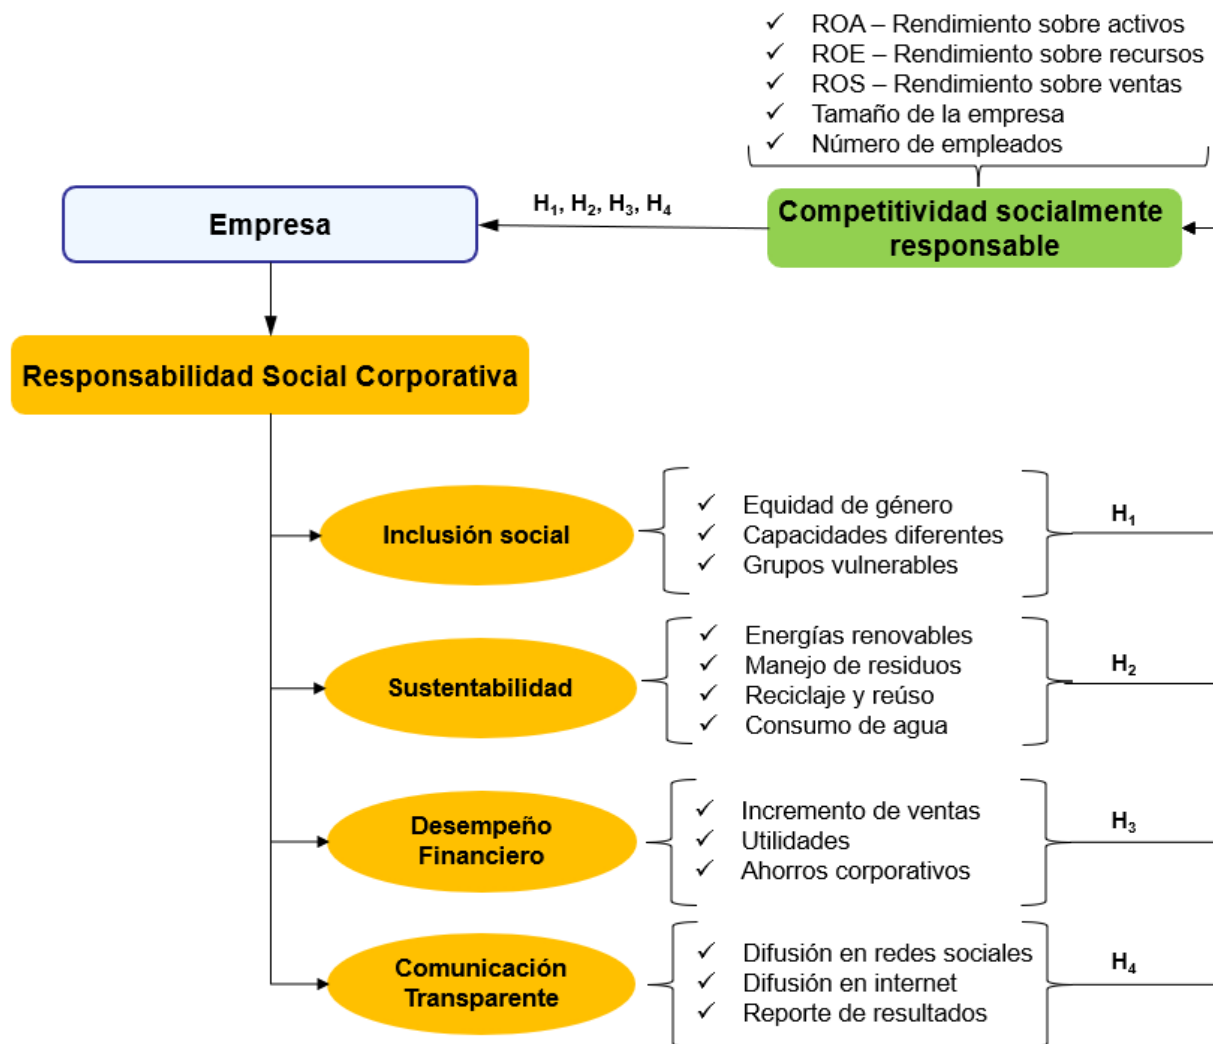 ✓ ROA – Rendimiento sobre activos
✓ ROE – Rendimiento sobre recursos
✓ ROS – Rendimiento sobre ventas
✓ Tamaño de la empresa
✓ Número de empleados
Empresa
H₁, H₂, H₃, H₄
Competitividad socialmente
responsable
Responsabilidad Social Corporativa
Inclusión social
✓ Equidad de género
✓ Capacidades diferentes
✓ Grupos vulnerables
H₁
Sustentabilidad
✓ Energías renovables
✓ Manejo de residuos
✓ Reciclaje y reúso
✓ Consumo de agua
H₂
Desempeño
Financiero
✓ Incremento de ventas
✓ Utilidades
✓ Ahorros corporativos
H₃
Comunicación
Transparente
✓ Difusión en redes sociales
✓ Difusión en internet
✓ Reporte de resultados
H₄